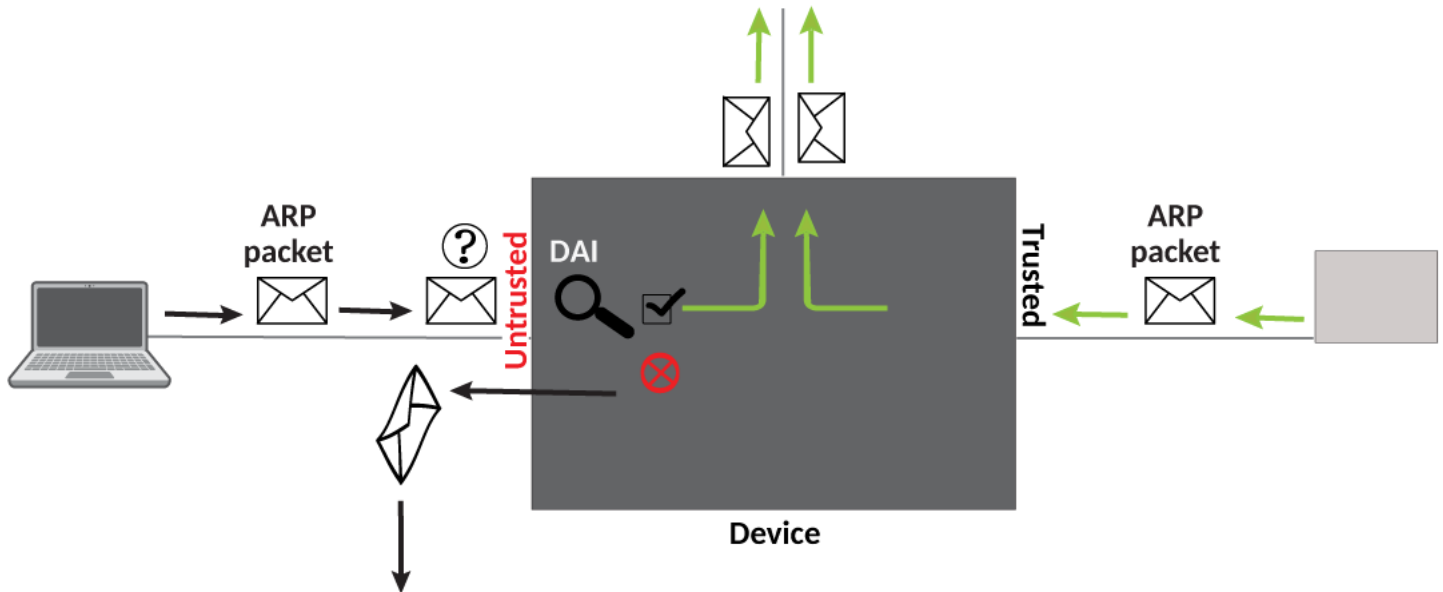 ARP
packet
?
Untrusted
DAI
Trusted
ARP
packet
Device